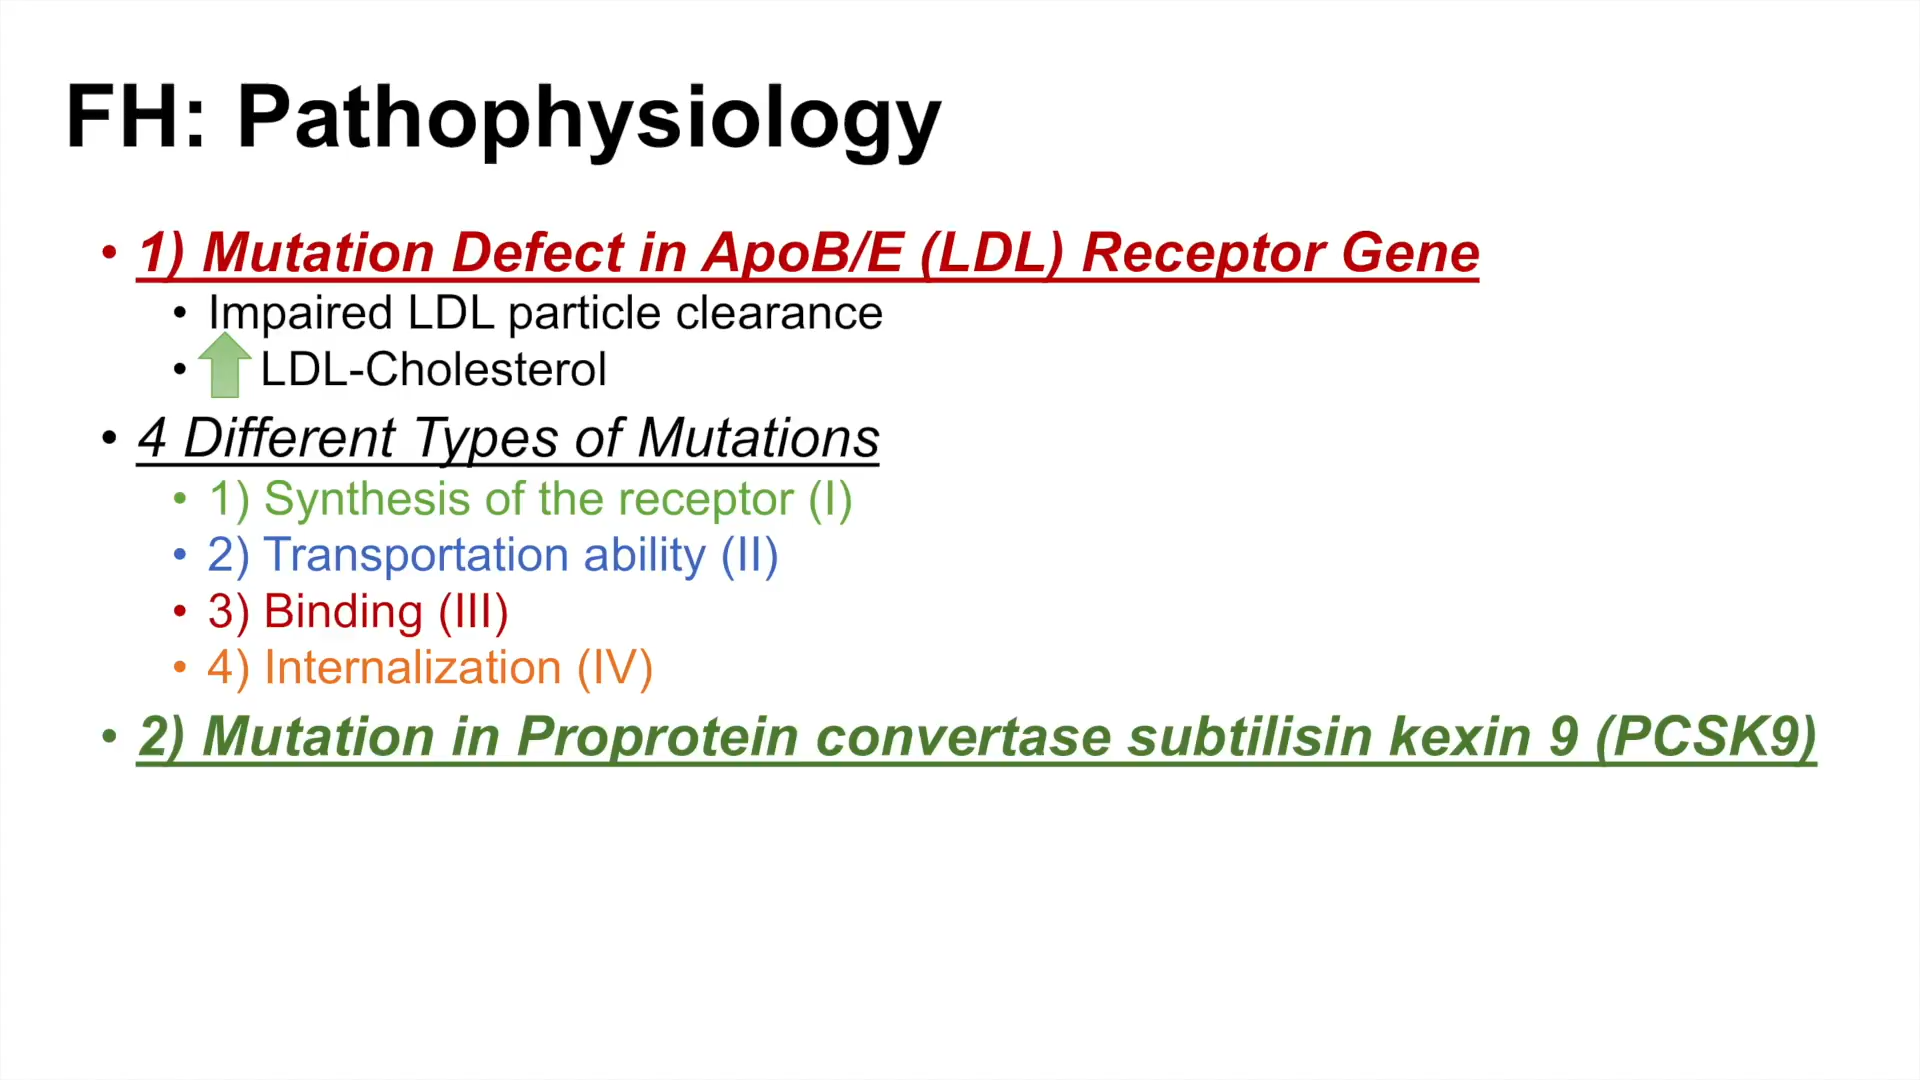 FH: Pathophysiology
• 1) Mutation Defect in ApoB/E (LDL) Receptor Gene
• Impaired LDL particle clearance
• LDL-Cholesterol
• 4 Different Types of Mutations
• 1) Synthesis of the receptor (I)
• 2) Transportation ability (II)
• 3) Binding (III)
• 4) Internalization (IV)
• 2) Mutation in Proprotein convertase subtilisin kexin 9 (PCSK9)